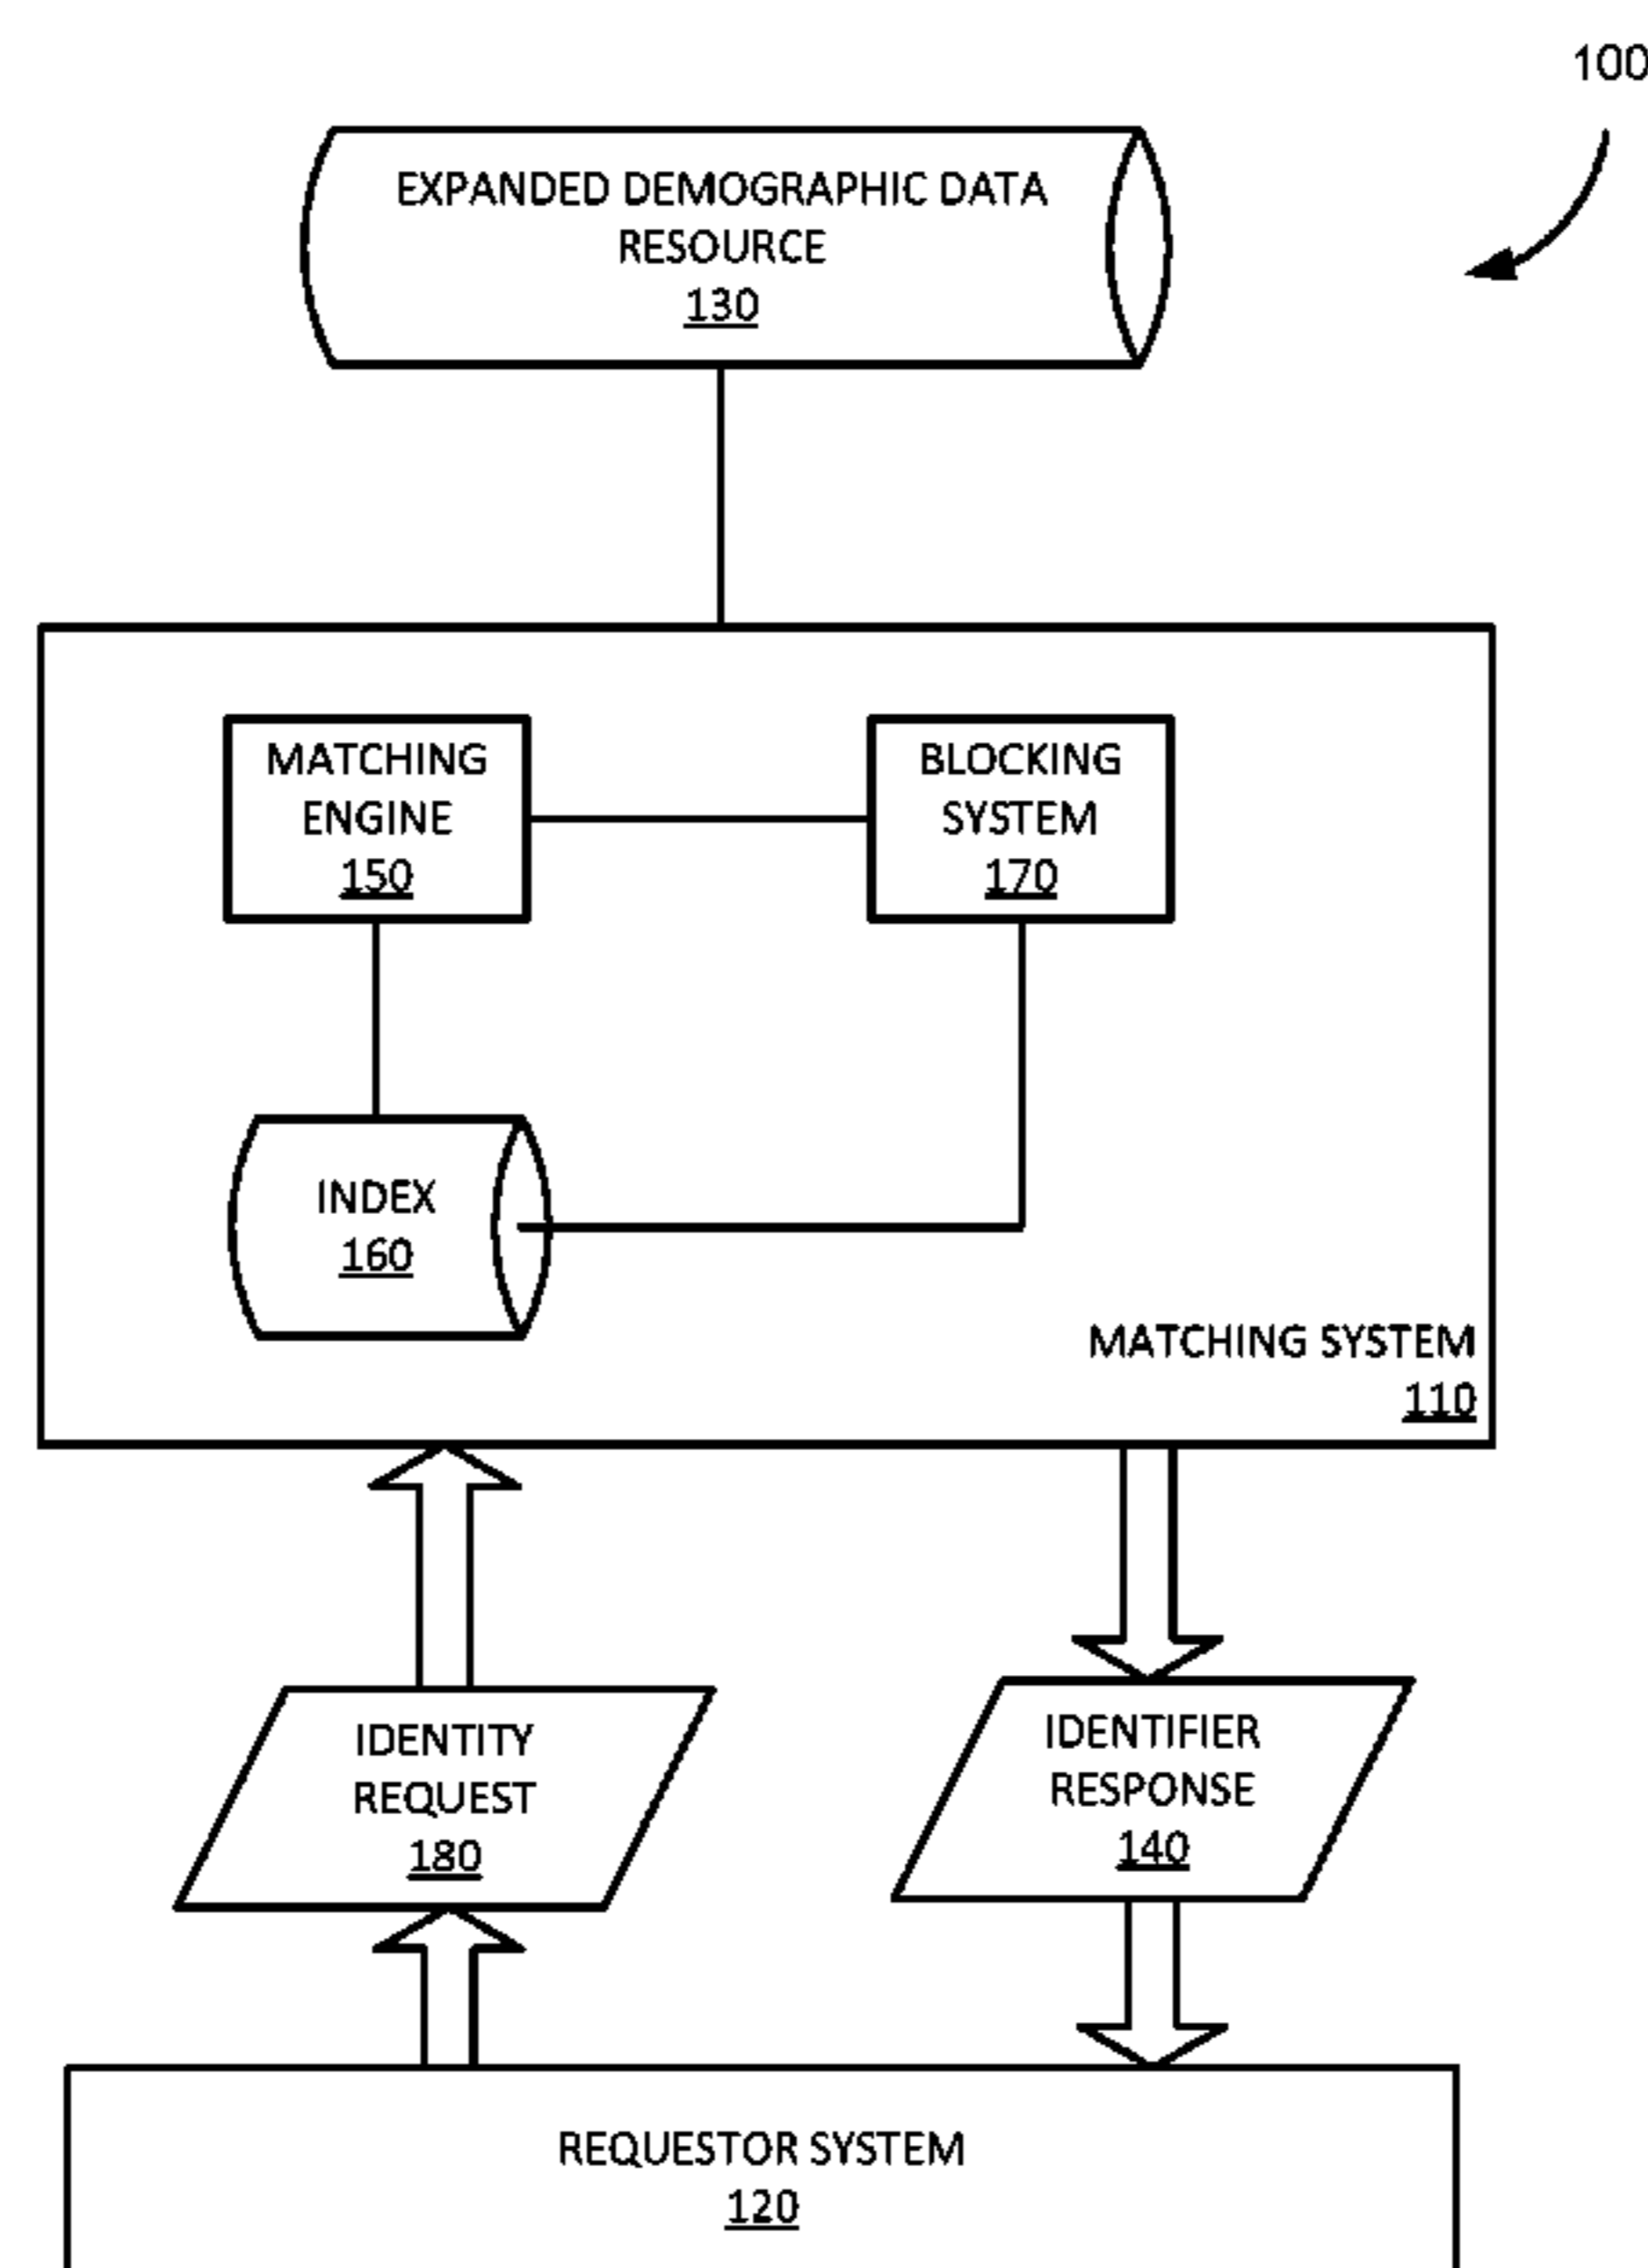 100
EXPANDED DEMOGRAPHIC DATA
RESOURCE
130
MATCHING
ENGINE
150
BLOCKING
SYSTEM
170
INDEX
160
MATCHING SYSTEM
110
IDENTITY
REQUEST
180
IDENTIFIER
RESPONSE
140
REQUESTOR SYSTEM
120